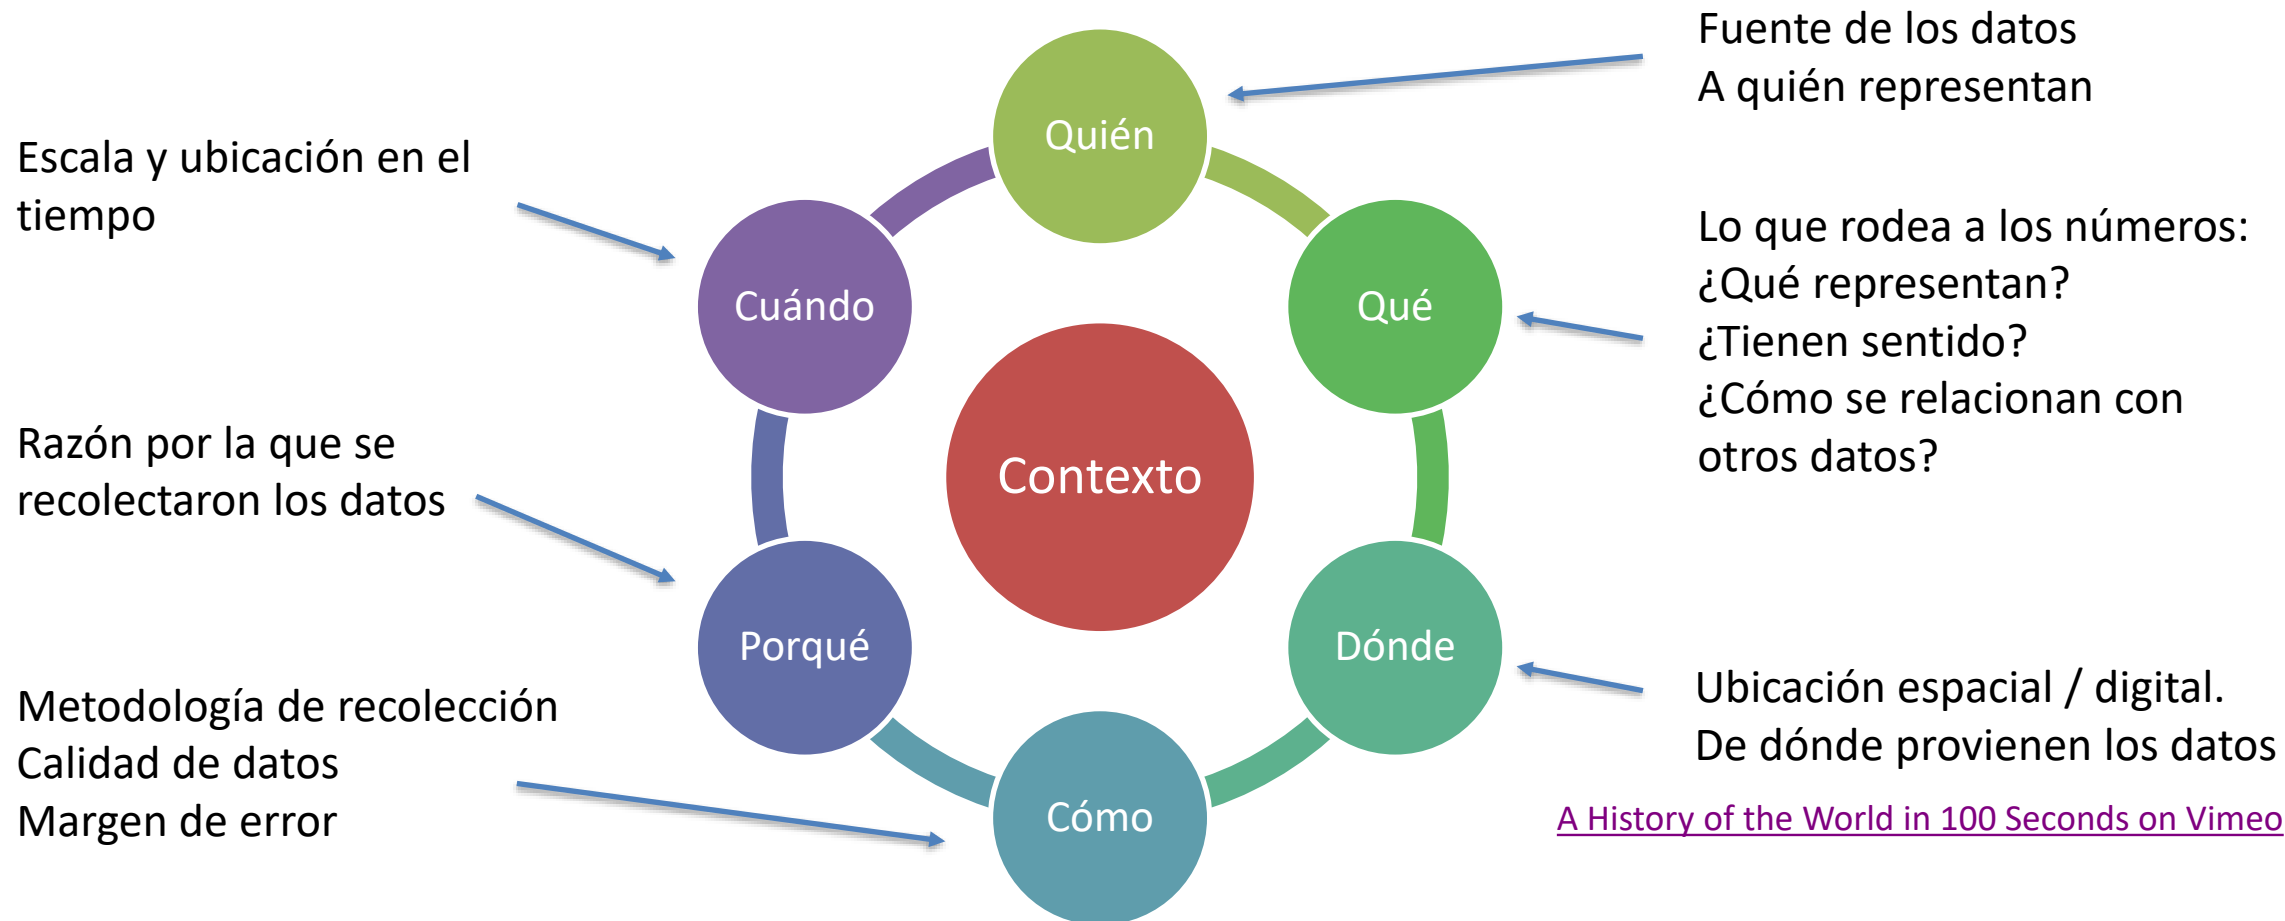 Fuente de los datos
A quién representan
Quién
Escala y ubicación en el
tiempo
Cuándo
Qué
Lo que rodea a los números:
¿Qué representan?
¿Tienen sentido?
¿Cómo se relacionan con
otros datos?
Contexto
Razón por la que se
recolectaron los datos
Porqué
Dónde
Ubicación espacial / digital.
De dónde provienen los datos
Metodología de recolección
Calidad de datos
Margen de error
Cómo
A History of the World in 100 Seconds on Vimeo